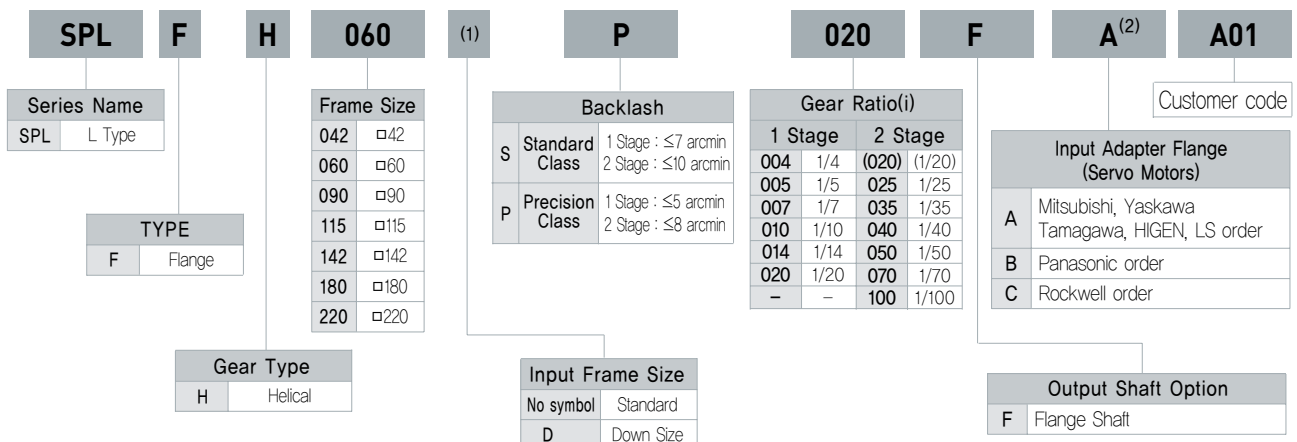 SPL F H 060 (1) P 020 F A(2) A01
Series Name
SPL L Type
TYPE
F Flange
Gear Type
H Helical
Frame Size
042 □42
060 □60
090 □90
115 □115
142 □142
180 □180
220 □220
Input Frame Size
No symbol Standard
D Down Size
Backlash
S Standard Class 1 Stage : ≤7 arcmin
2 Stage : ≤10 arcmin
P Precision Class 1 Stage : ≤5 arcmin
2 Stage : ≤8 arcmin
Gear Ratio(i)
1 Stage 2 Stage
004 1/4 (020) (1/20)
005 1/5 025 1/25
007 1/7 035 1/35
010 1/10 040 1/40
014 1/14 050 1/50
020 1/20 070 1/70
– – 100 1/100
Output Shaft Option
F Flange Shaft
Input Adapter Flange
(Servo Motors)
A Mitsubishi, Yaskawa
Tamagawa, HIGEN, LS order
B Panasonic order
C Rockwell order
Customer code